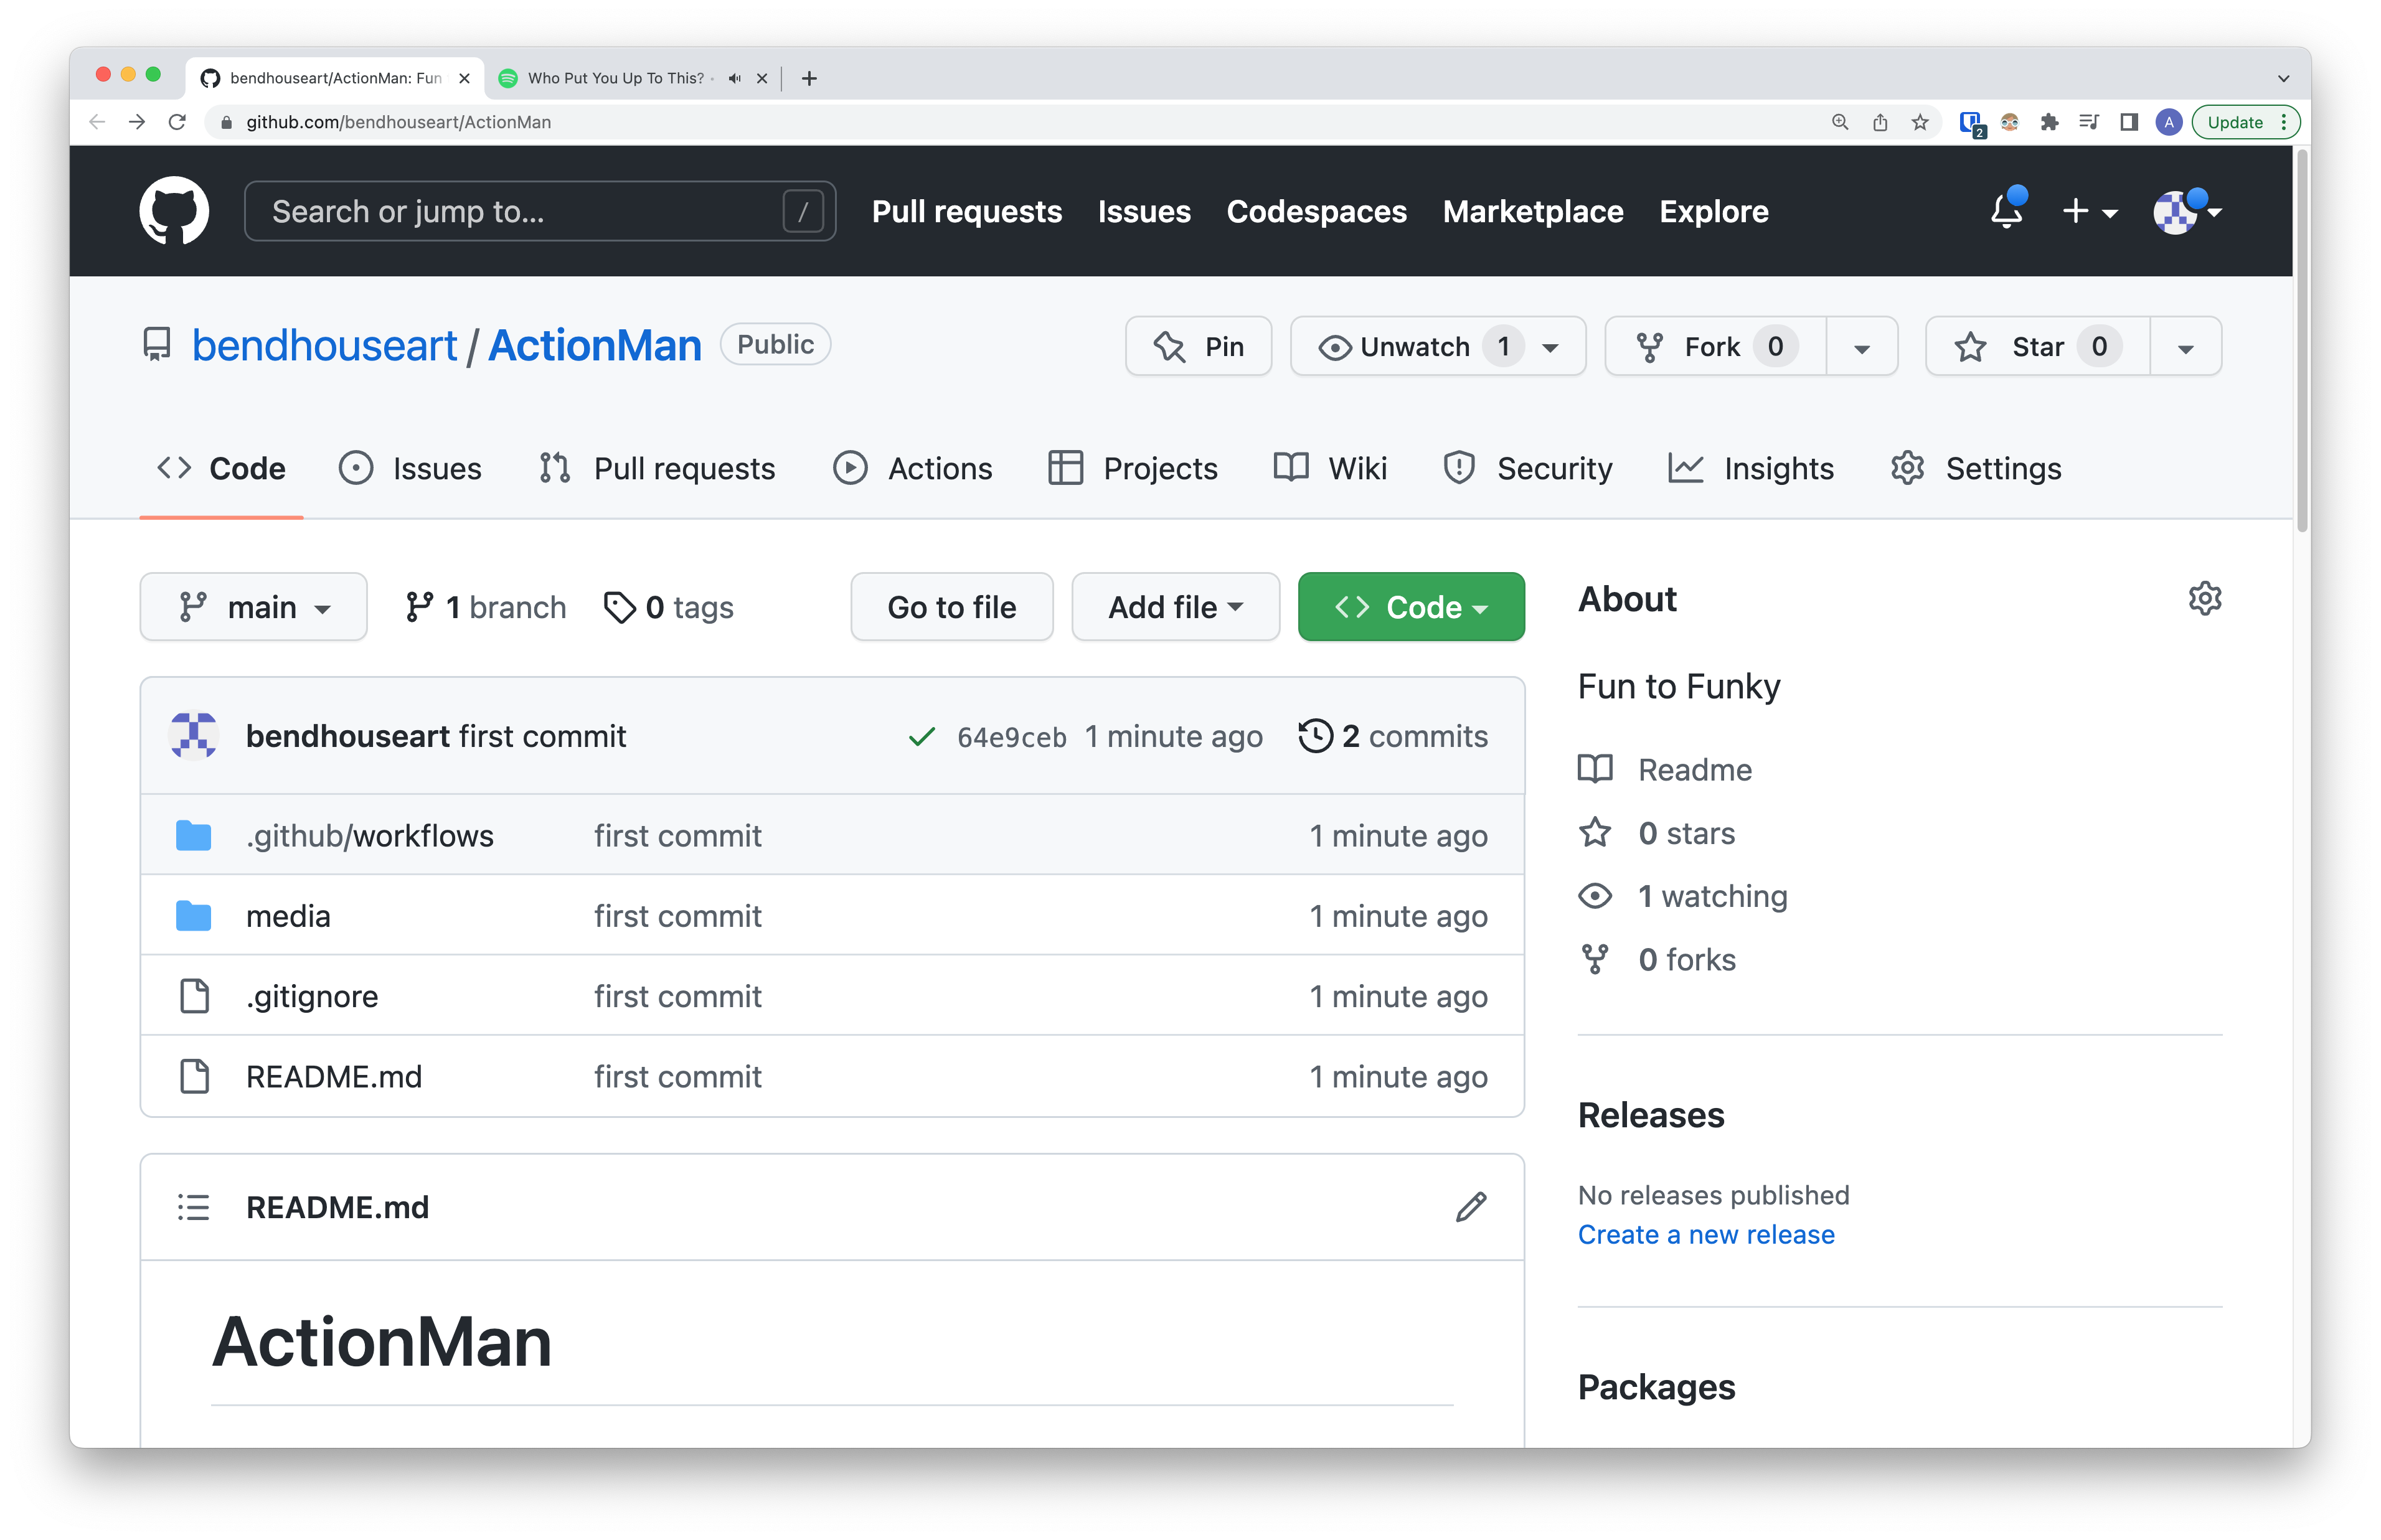 bendhouseart/ActionMan: Fun
Who Put You Up To This?
github.com/bendhouseart/ActionMan
2
A
Update
Search or jump to...
/
Pull requests
Issues
Codespaces
Marketplace
Explore
bendhouseart / ActionMan
Public
Pin
Unwatch 1
Fork 0
Star 0
Code
Issues
Pull requests
Actions
Projects
Wiki
Security
Insights
Settings
main
1 branch
0 tags
Go to file
Add file
Code
bendhouseart first commit
64e9ceb 1 minute ago
2 commits
.github/workflows first commit 1 minute ago
media first commit 1 minute ago
.gitignore first commit 1 minute ago
README.md first commit 1 minute ago
README.md
ActionMan
About
Fun to Funky
Readme
0 stars
1 watching
0 forks
Releases
No releases published
Create a new release
Packages